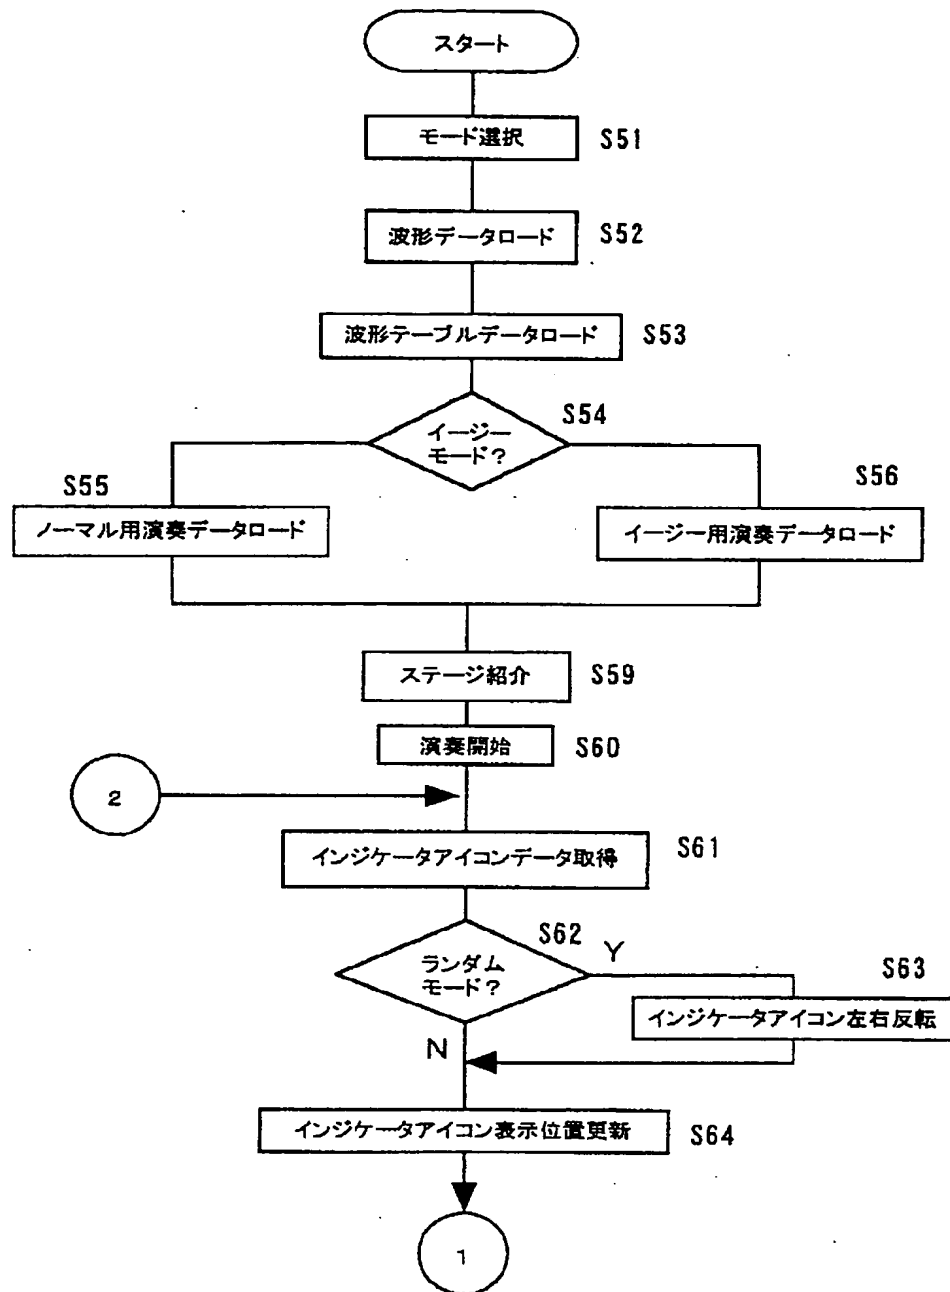 スタート
モード選択
S51
波形データロード
S52
波形テーブルデータロード
S53
S54
イージー
モード?
S55
ノーマル用演奏データロード
S56
イージー用演奏データロード
ステージ紹介
S59
演奏開始
S60
2
インジケータアイコンデータ取得
S61
S62
ランダム
モード?
Y
S63
インジケータアイコン左右反転
N
インジケータアイコン表示位置更新
S64
1